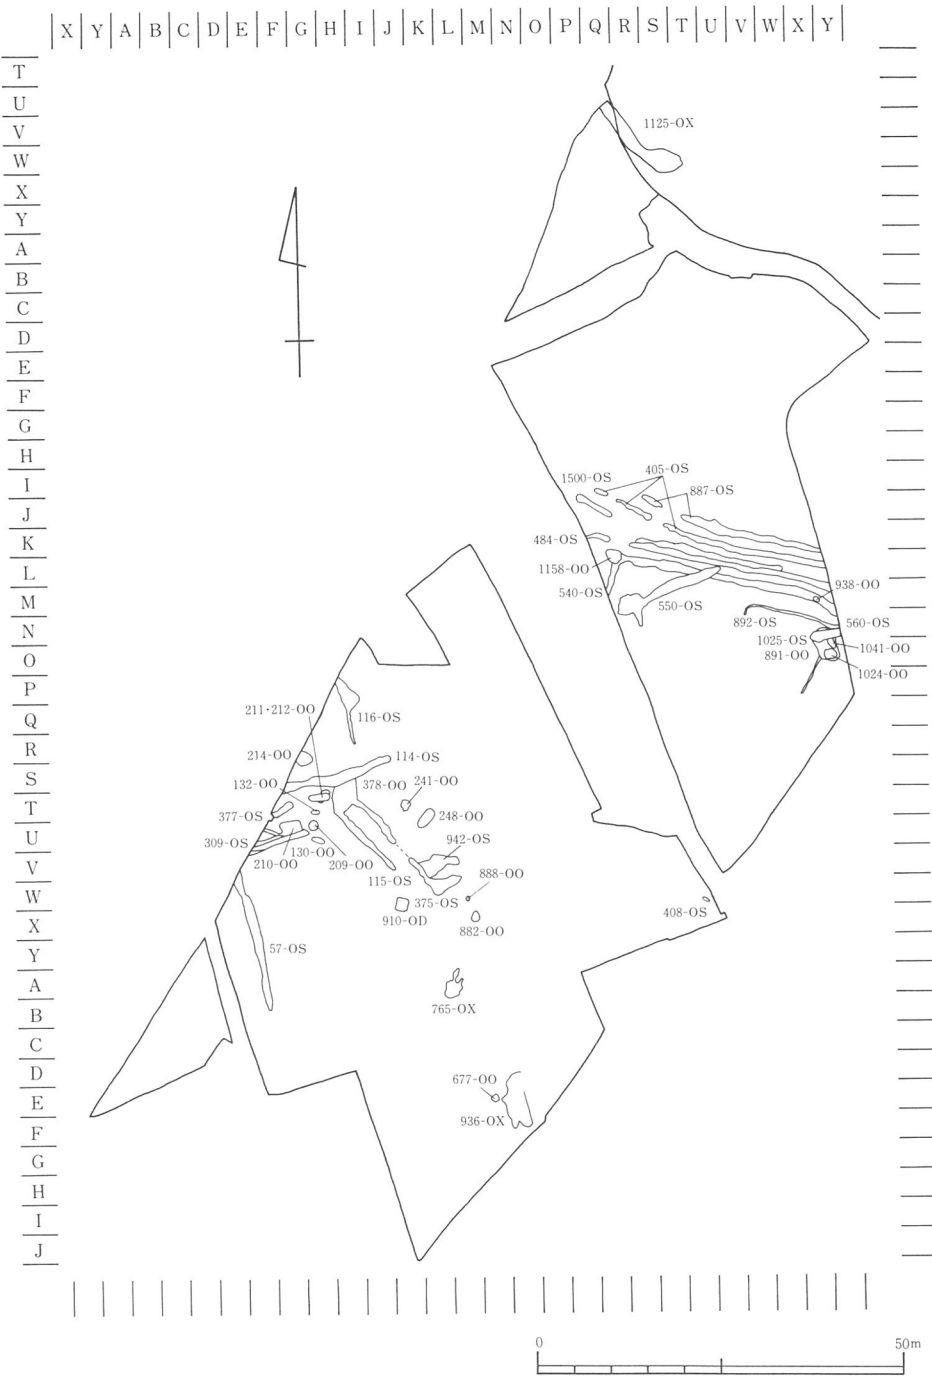 X Y A B C D E F G H I J K L M N O P Q R S T U V W X Y
T
U
V
W
X
Y
A
B
C
D
E
F
G
H
I
J
K
L
M
N
O
P
Q
R
S
T
U
V
W
X
Y
A
B
C
D
E
F
G
H
I
J
1125-OX
1500-OS
405-OS
887-OS
484-OS
1158-OO
540-OS
550-OS
938-OO
892-OS
560-OS
1025-OS
1041-OO
891-OO
1024-OO
211・212-OO
116-OS
214-OO
114-OS
132-OO
378-OO
241-OO
377-OS
248-OO
309-OS
942-OS
210-OO
130-OO
209-OO
115-OS
888-OO
375-OS
910-OD
882-OO
408-OS
57-OS
765-OX
677-OO
936-OX
0
50m